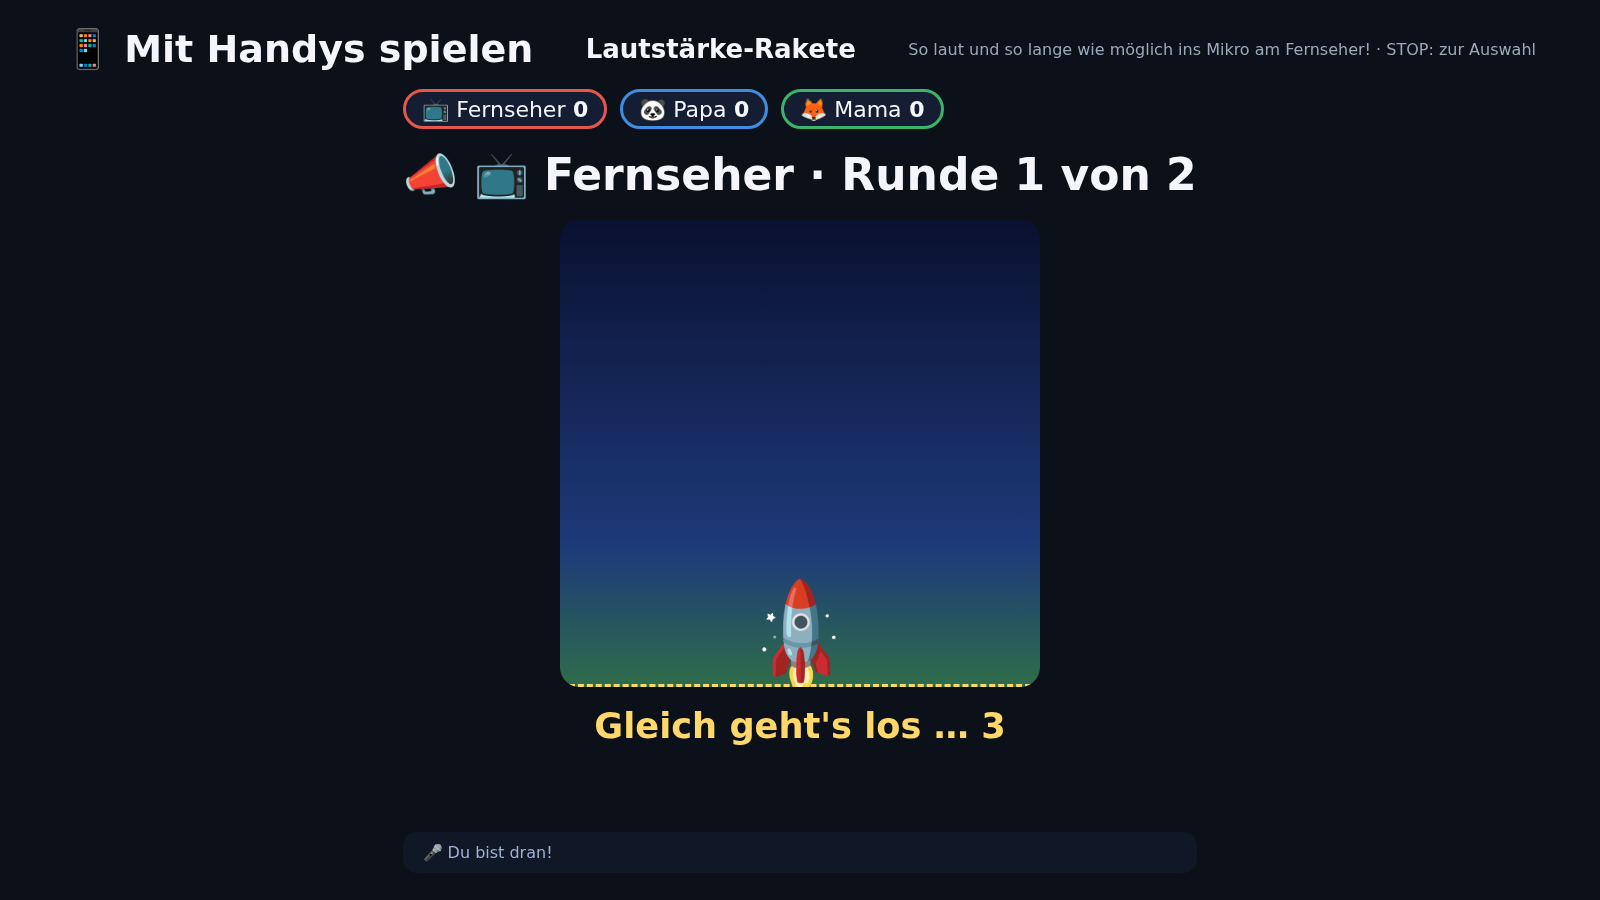 Mit Handys spielen
Lautstärke-Rakete
So laut und so lange wie möglich ins Mikro am Fernseher! · STOP: zur Auswahl
Fernseher 0
Papa 0
Mama 0
Fernseher · Runde 1 von 2
Gleich geht's los … 3
Du bist dran!